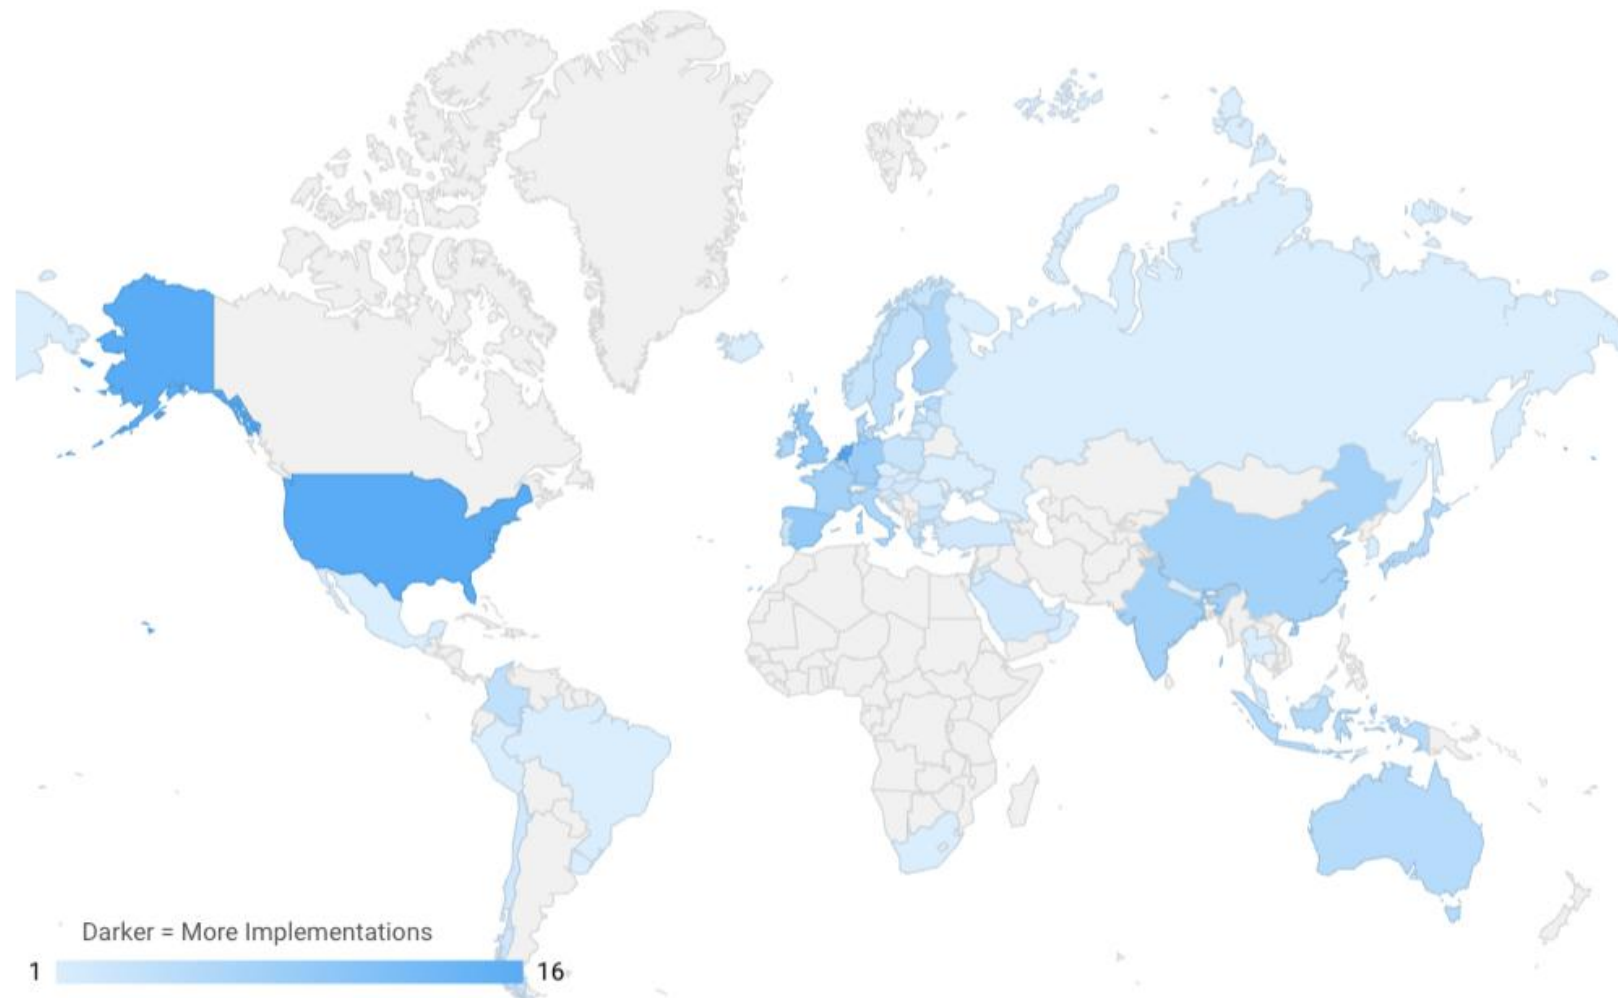 Darker = More Implementations
1 16